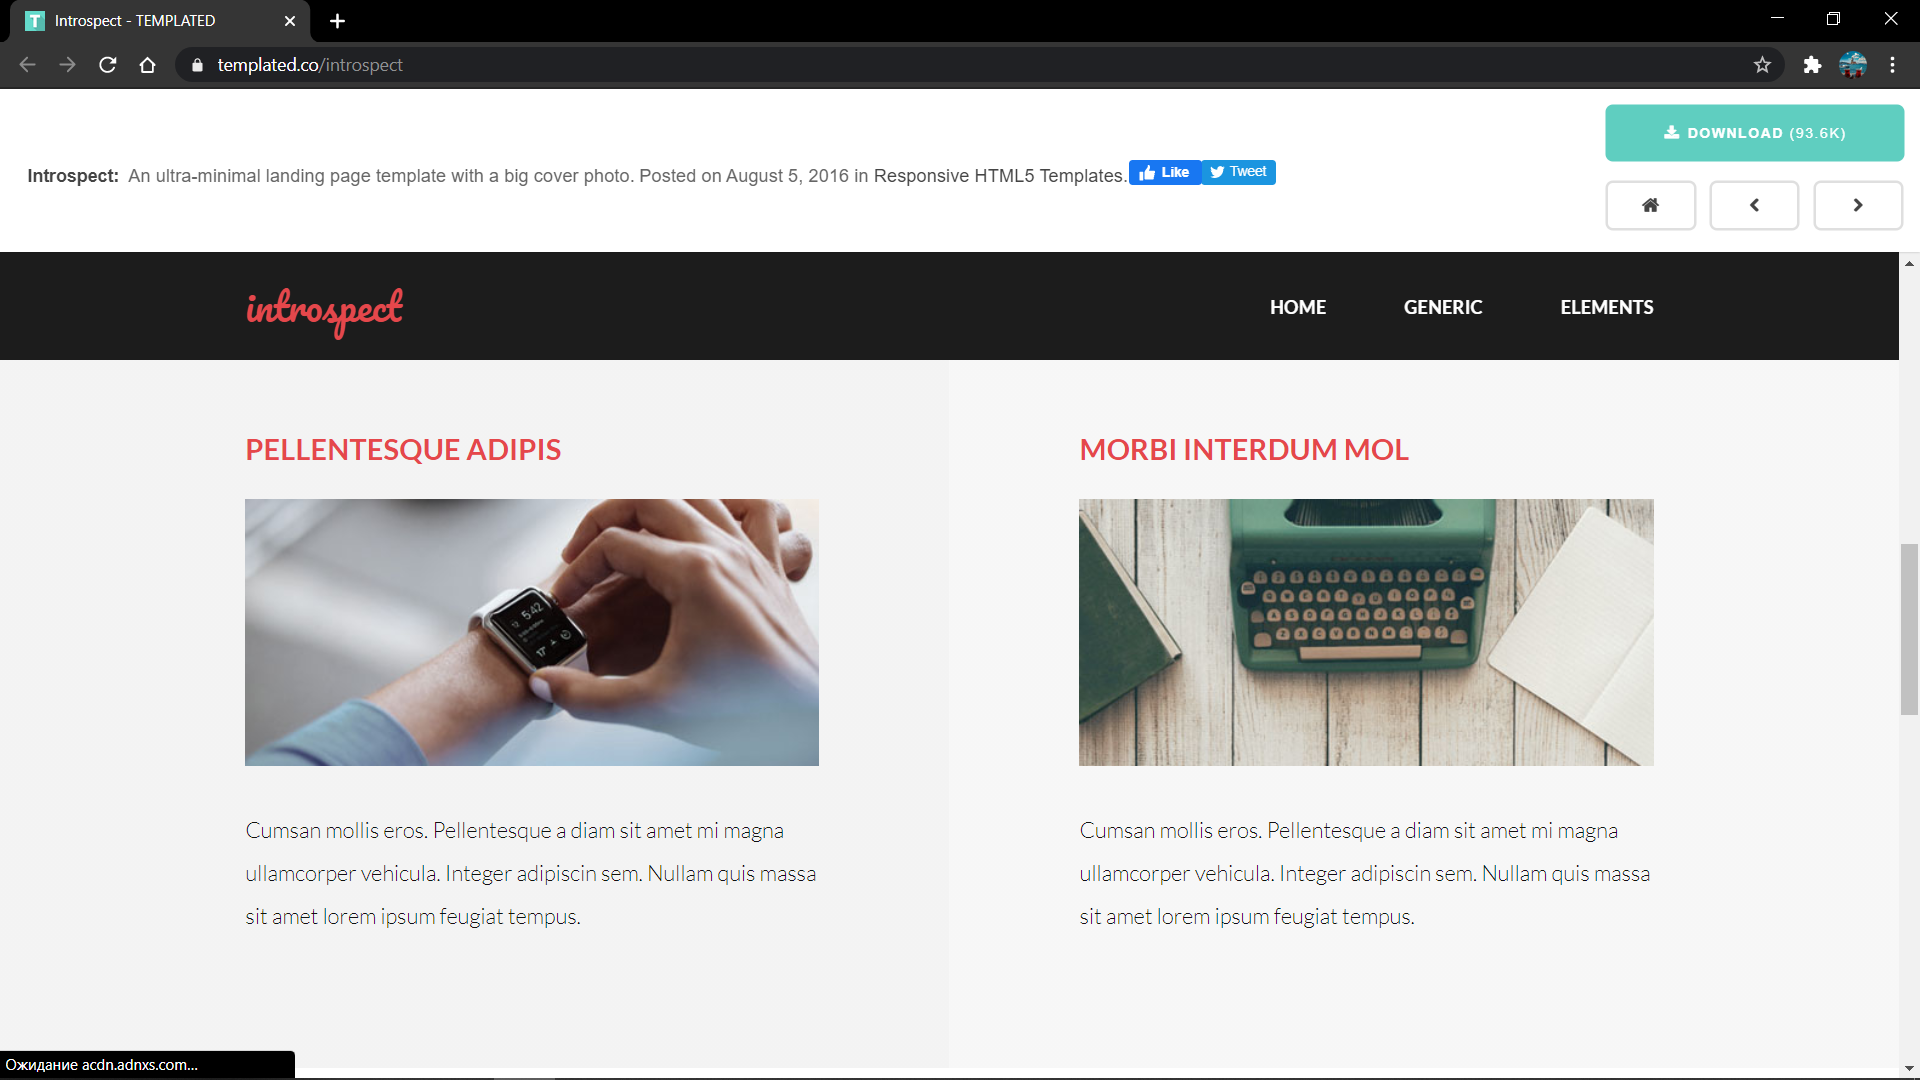 Introspect - TEMPLATED
templated.co/introspect
DOWNLOAD (93.6K)
Introspect: An ultra-minimal landing page template with a big cover photo. Posted on August 5, 2016 in Responsive HTML5 Templates. Like Tweet
introspect
HOME GENERIC ELEMENTS
PELLENTESQUE ADIPIS
5:42
Cumsan mollis eros. Pellentesque a diam sit amet mi magna
ullamcorper vehicula. Integer adipiscin sem. Nullam quis massa
sit amet lorem ipsum feugiat tempus.
MORBI INTERDUM MOL
Cumsan mollis eros. Pellentesque a diam sit amet mi magna
ullamcorper vehicula. Integer adipiscin sem. Nullam quis massa
sit amet lorem ipsum feugiat tempus.
Ожидание acdn.adnxs.com...